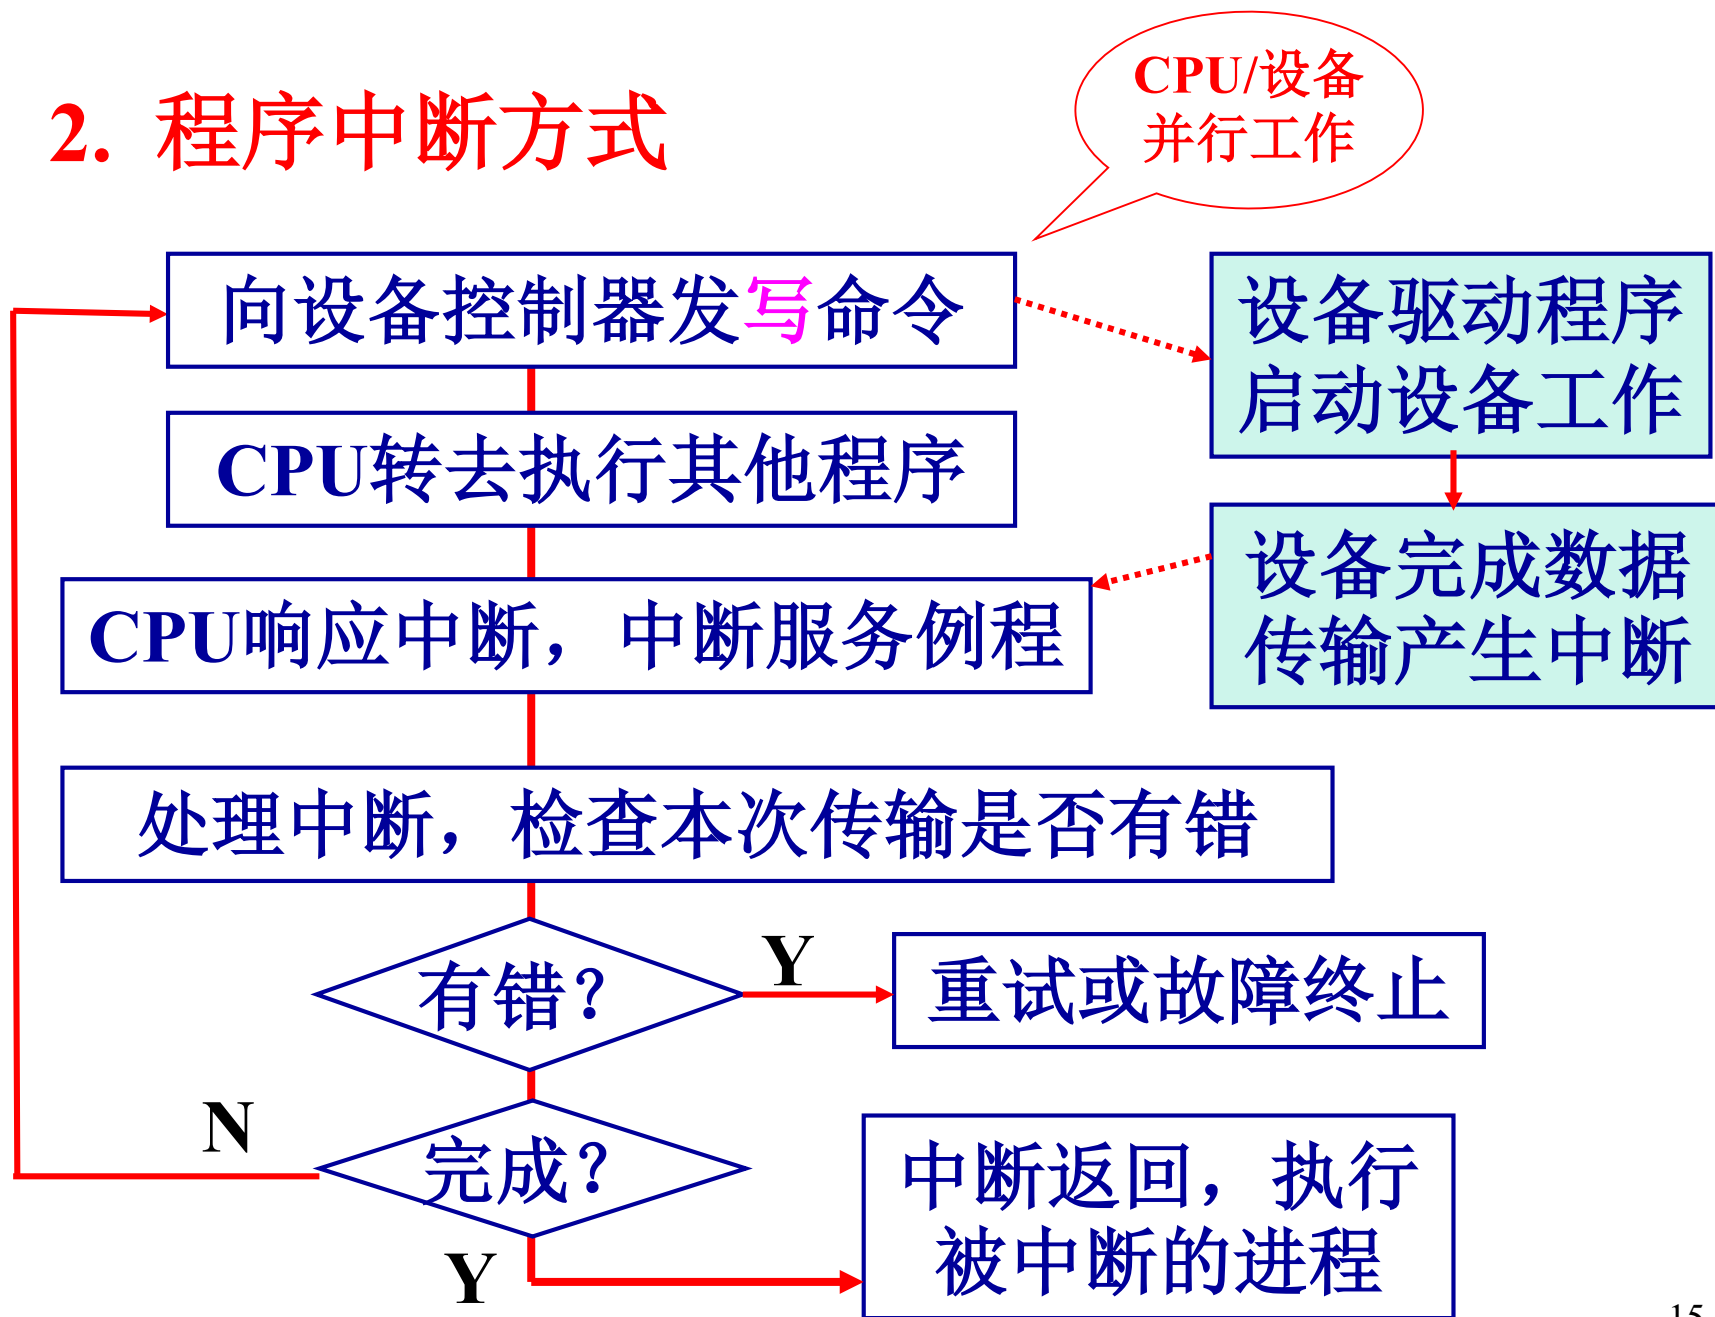 CPU/设备
并行工作
2. 程序中断方式
向设备控制器发写命令
设备驱动程序
启动设备工作
CPU转去执行其他程序
设备完成数据
传输产生中断
CPU响应中断，中断服务例程
处理中断，检查本次传输是否有错
有错？
Y
重试或故障终止
N
完成？
中断返回，执行
被中断的进程
Y
15